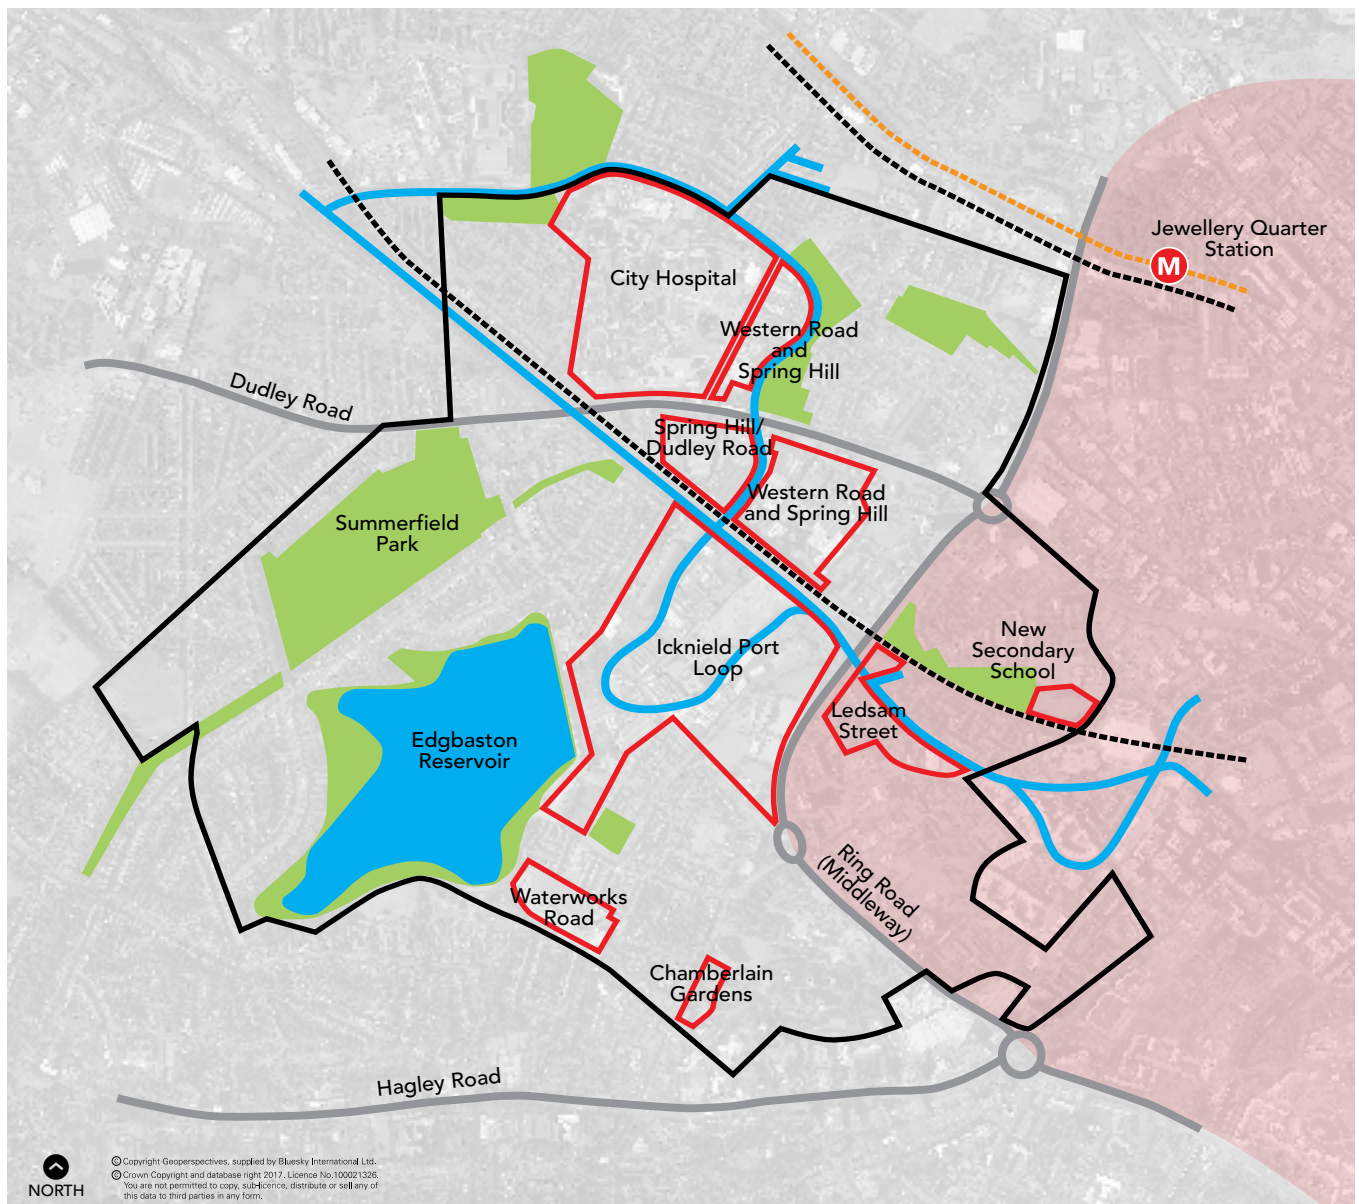 Jewellery Quarter
Station
M
City Hospital
Western Road
and
Spring Hill
Dudley Road
Spring Hill/
Dudley Road
Western Road
and Spring Hill
Summerfield
Park
New
Secondary
School
Icknield Port
Loop
Ledsam
Street
Edgbaston
Reservoir
Ring Road
(Middleway)
Waterworks
Road
Chamberlain
Gardens
Hagley Road
NORTH
© Copyright Geoperspectives, supplied by Bluesky International Ltd.
© Crown Copyright and database right 2017. Licence No.100021326.
You are not permitted to copy, sub-licence, distribute or sell any of
this data to third parties in any form.